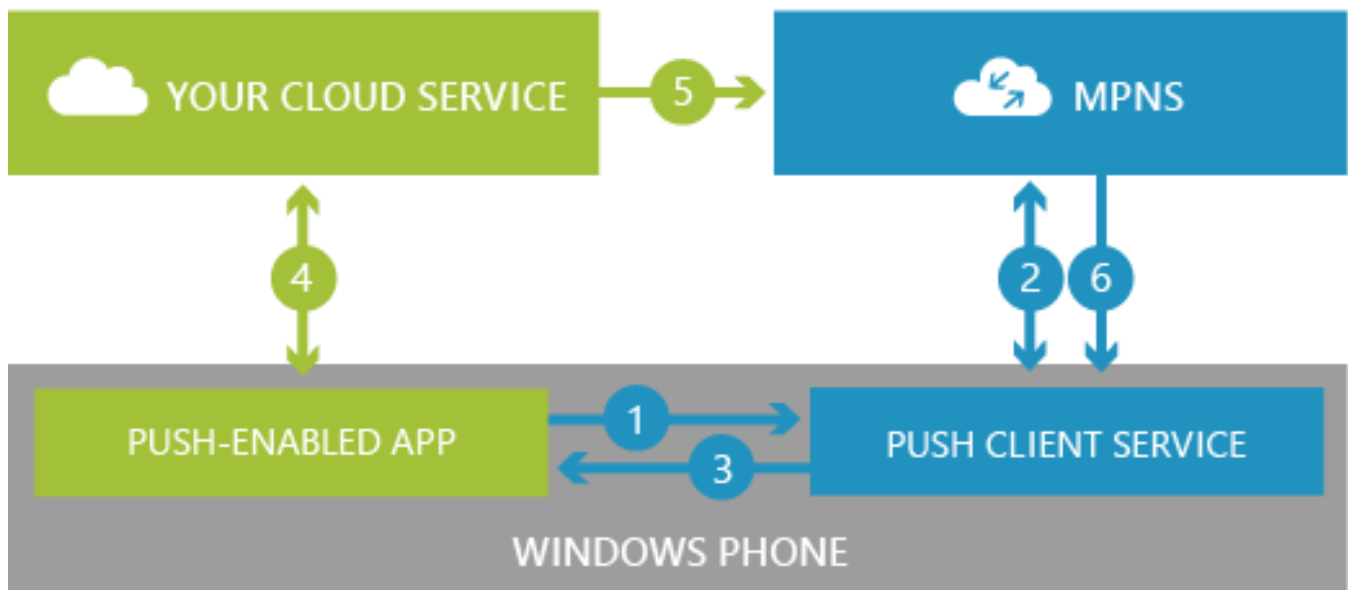 YOUR CLOUD SERVICE
5
MPNS
4
2
6
PUSH-ENABLED APP
1
3
PUSH CLIENT SERVICE
WINDOWS PHONE